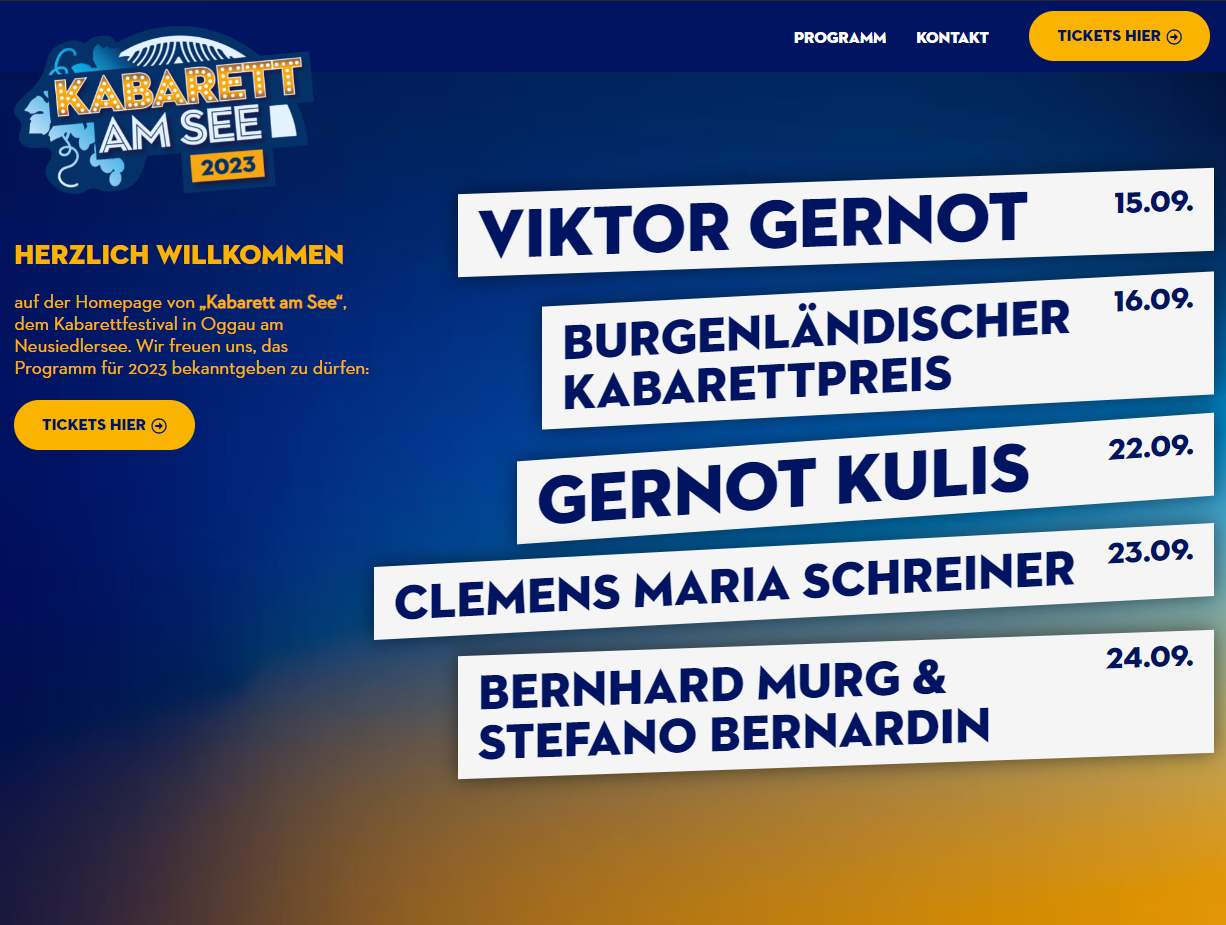 PROGRAMM
KONTAKT
TICKETS HIER
KABARETT
AM SEE
2023
HERZLICH WILLKOMMEN
auf der Homepage von „Kabarett am See“,
dem Kabarettfestival in Oggau am
Neusiedlersee. Wir freuen uns, das
Programm für 2023 bekanntgeben zu dürfen:
TICKETS HIER
VIKTOR GERNOT
15.09.
BURGENLÄNDISCHER
KABARETTPREIS
16.09.
GERNOT KULIS
22.09.
CLEMENS MARIA SCHREINER
23.09.
BERNHARD MURG &
STEFANO BERNARDIN
24.09.